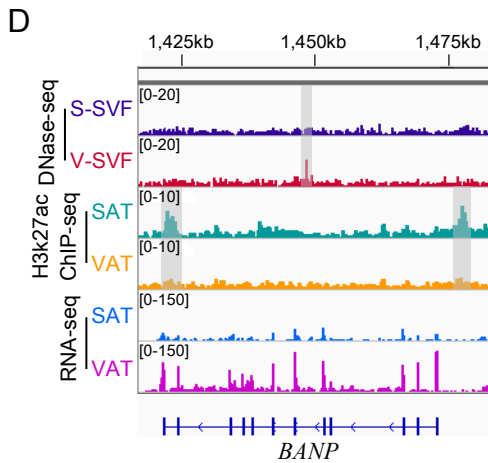 D
1,425kb 1,450kb 1,475kb
DNase-seq
S-SVF [0-20]
V-SVF [0-20]
H3k27ac
ChIP-seq
SAT [0-10]
VAT [0-10]
RNA-seq
SAT [0-150]
VAT [0-150]
BANP